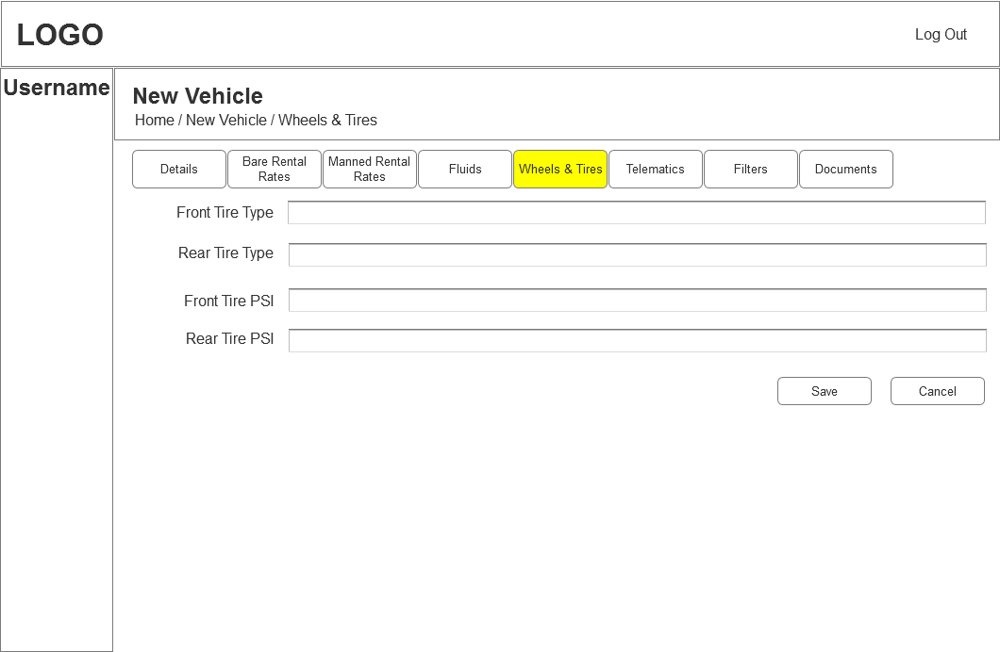 LOGO
Log Out
Username
New Vehicle
Home / New Vehicle / Wheels & Tires
Details
Bare Rental
Rates
Manned Rental
Rates
Fluids
Wheels & Tires
Telematics
Filters
Documents
Front Tire Type
Rear Tire Type
Front Tire PSI
Rear Tire PSI
Save
Cancel